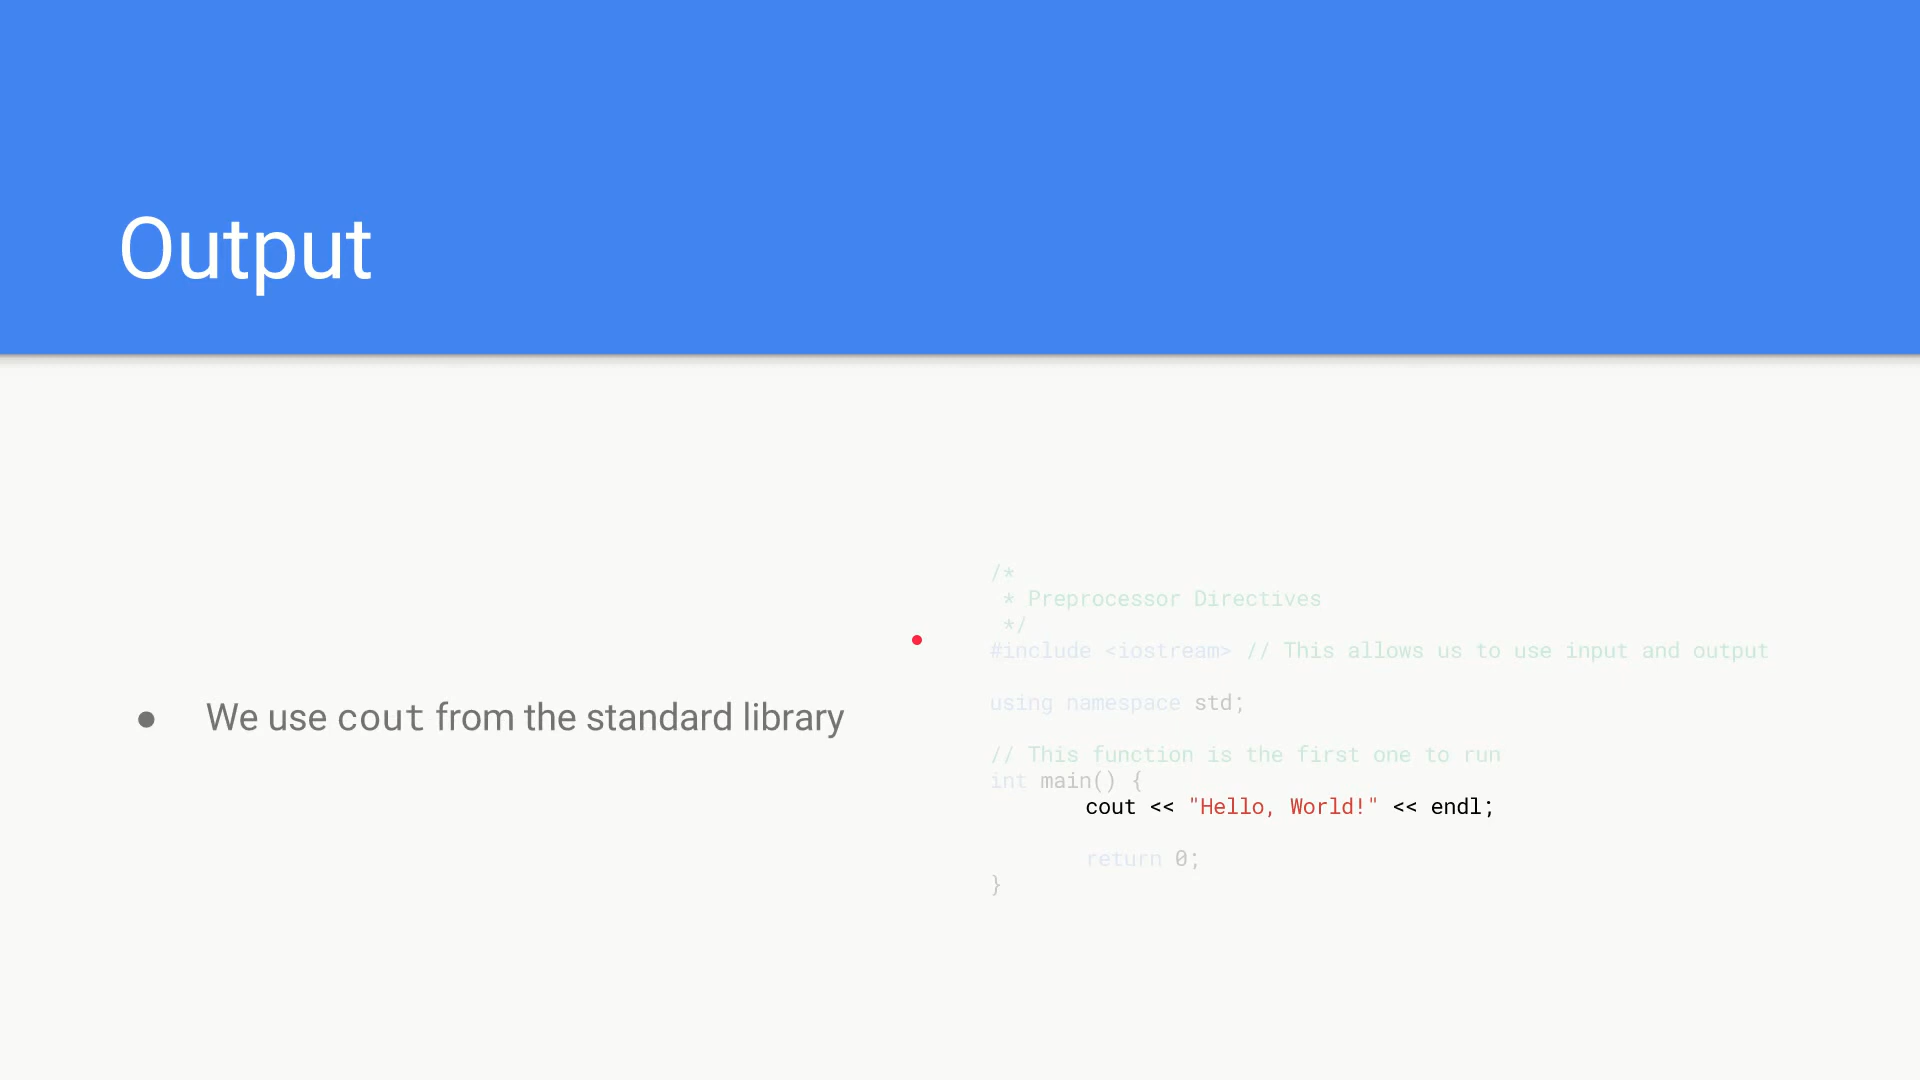 Output
● We use cout from the standard library
/*
 * Preprocessor Directives
 */
#include <iostream> // This allows us to use input and output
using namespace std;
// This function is the first one to run
int main() {
cout << "Hello, World!" << endl;
return 0;
}